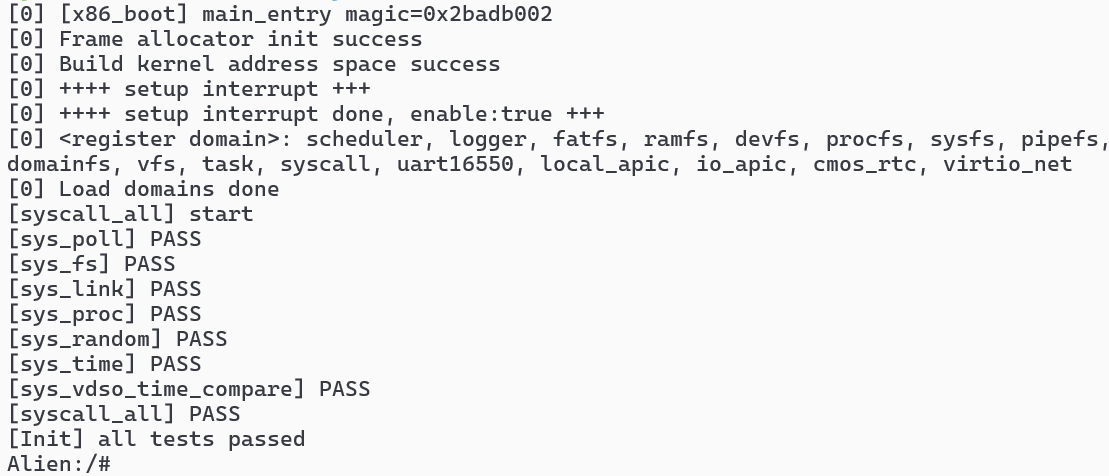 [0] [x86_boot] main_entry magic=0x2badb002
[0] Frame allocator init success
[0] Build kernel address space success
[0] ++++ setup interrupt +++
[0] ++++ setup interrupt done, enable:true +++
[0] <register domain>: scheduler, logger, fatfs, ramfs, devfs, procfs, sysfs, pipefs,
domainfs, vfs, task, syscall, uart16550, local_apic, io_apic, cmos_rtc, virtio_net
[0] Load domains done
[syscall_all] start
[sys_poll] PASS
[sys_fs] PASS
[sys_link] PASS
[sys_proc] PASS
[sys_random] PASS
[sys_time] PASS
[sys_vdso_time_compare] PASS
[syscall_all] PASS
[Init] all tests passed
Alien:/#